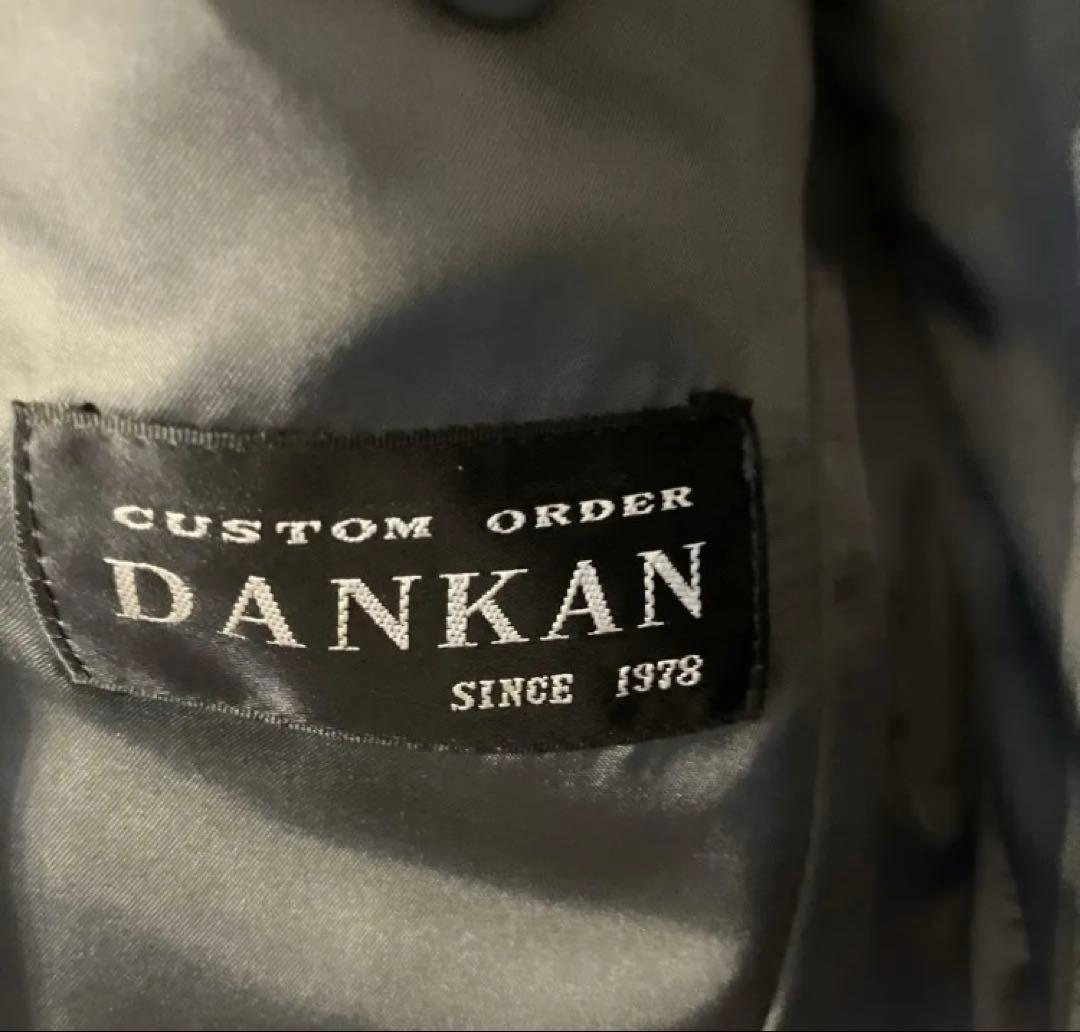 CUSTOM ORDER
DANKAN
SINCE 1978